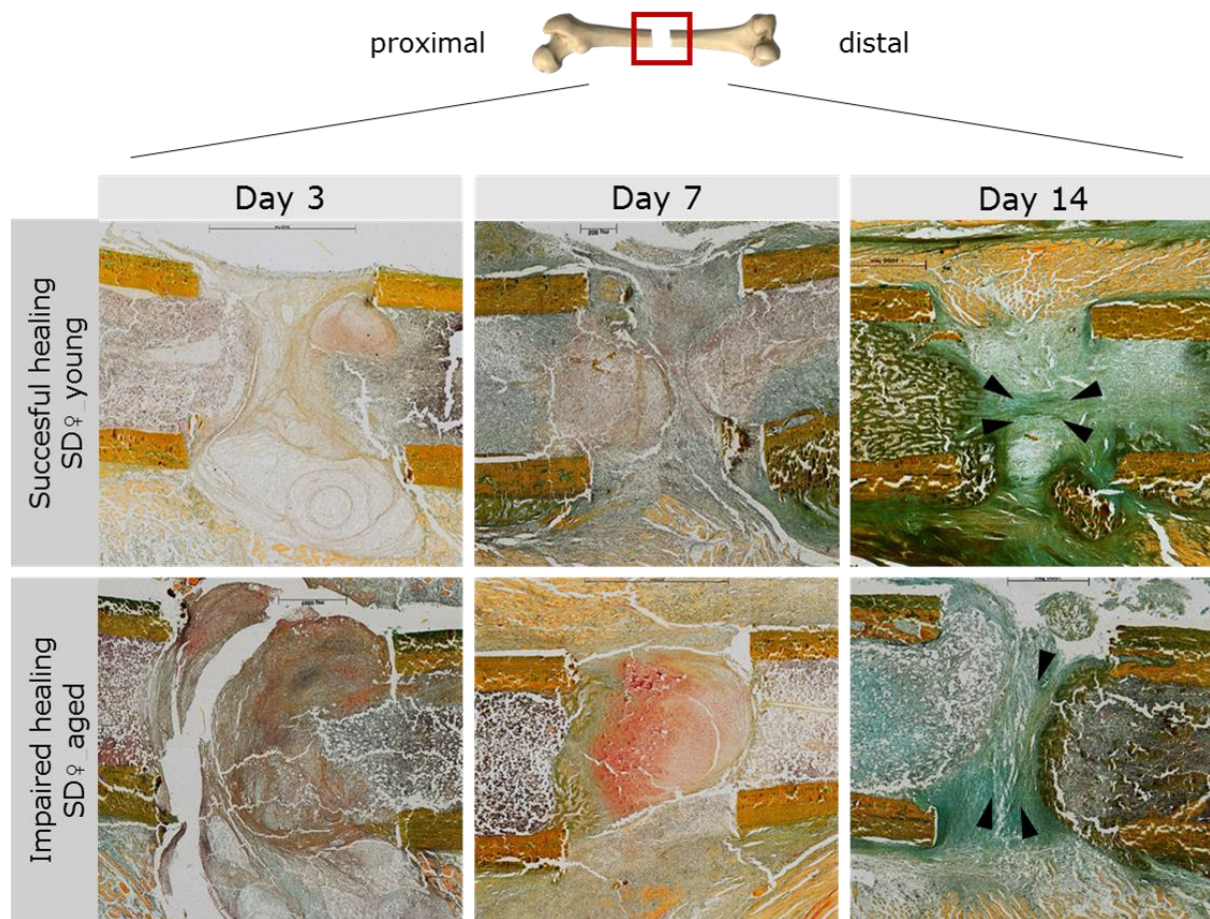 proximal
distal
Day 3
Day 7
Day 14
Succesful healing
SD♀_young
Impaired healing
SD♀_aged